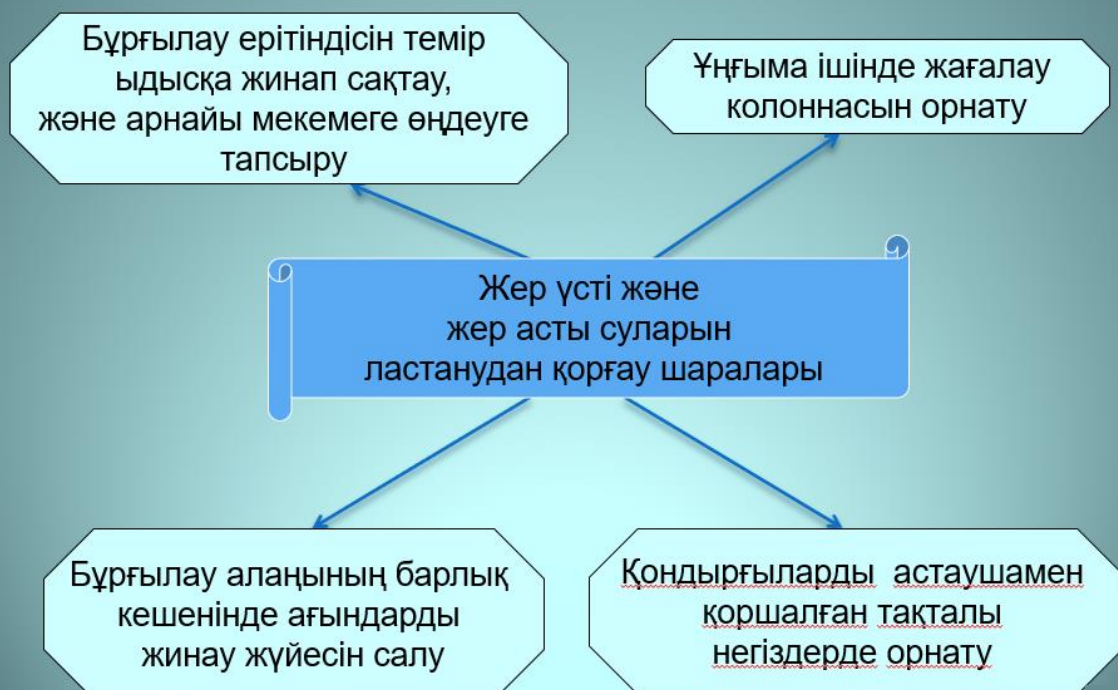 Бұрғылау ерітіндісін темір
ыдысқа жинап сақтау,
және арнайы мекемеге өңдеуге
тапсыру
Ұңғыма ішінде жағалау
колоннасын орнату
Жер үсті және
жер асты суларын
ластанудан қорғау шаралары
Бұрғылау алаңының барлық
кешенінде ағындарды
жинау жүйесін салу
Қондырғыларды астаушамен
қоршалған тақталы
негіздерде орнату